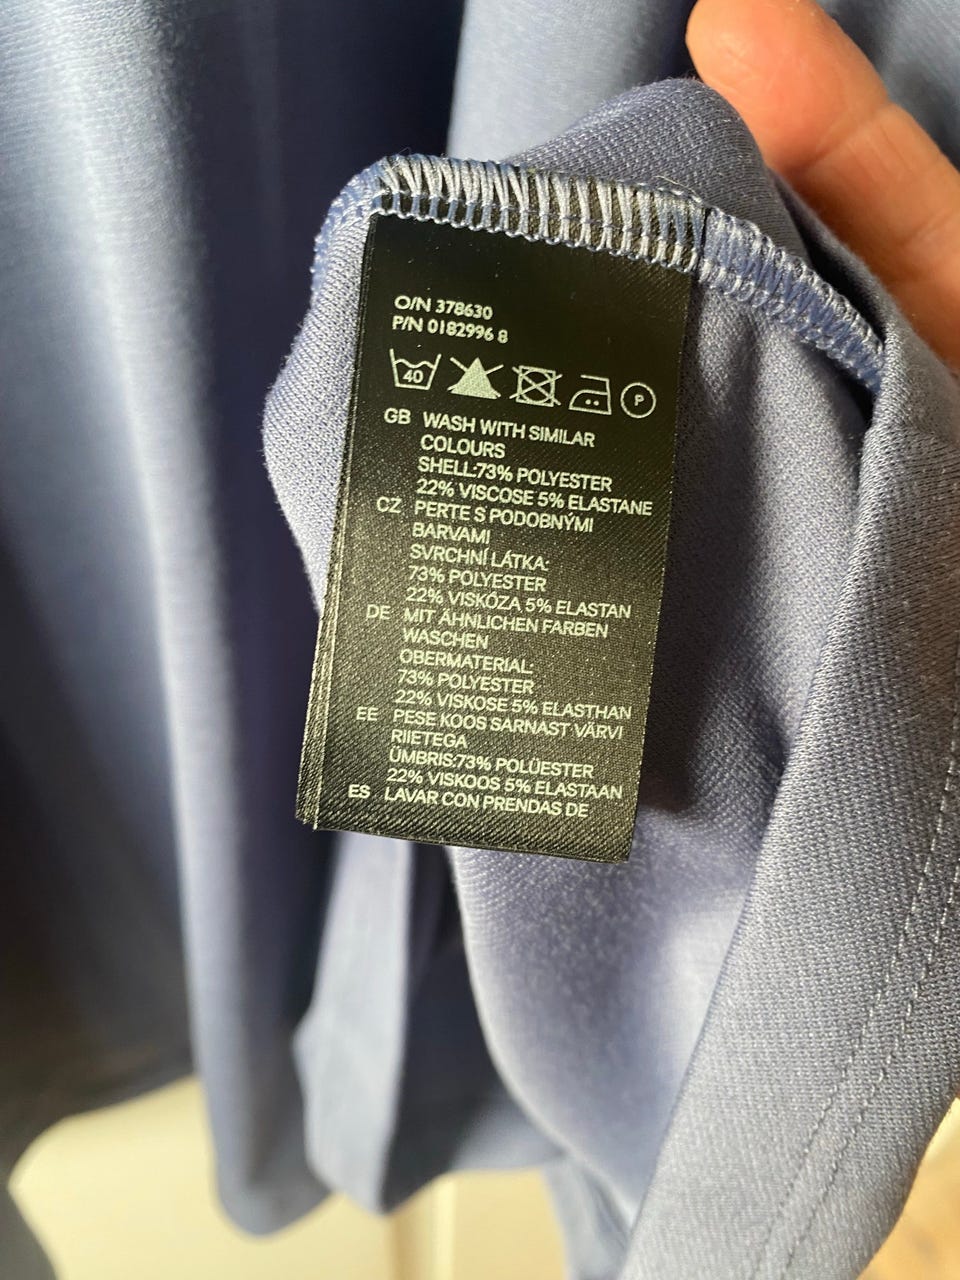 O/N 378630
P/N 0182996 8
40 P
GB WASH WITH SIMILAR
COLOURS
SHELL:73% POLYESTER
22% VISCOSE 5% ELASTANE
CZ PERTE S PODOBNÝMI
BARVAMI
SVRCHNÍ LÁTKA:
73% POLYESTER
22% VISKÓZA 5% ELASTAN
DE MIT ÄHNLICHEN FARBEN
WASCHEN
OBERMATERIAL:
73% POLYESTER
22% VISKOSE 5% ELASTHAN
EE PESE KOOS SARNAST VÄRVI
RIIETEGA
ÜMBRIS:73% POLÜESTER
22% VISKOOS 5% ELASTAAN
ES LAVAR CON PRENDAS DE